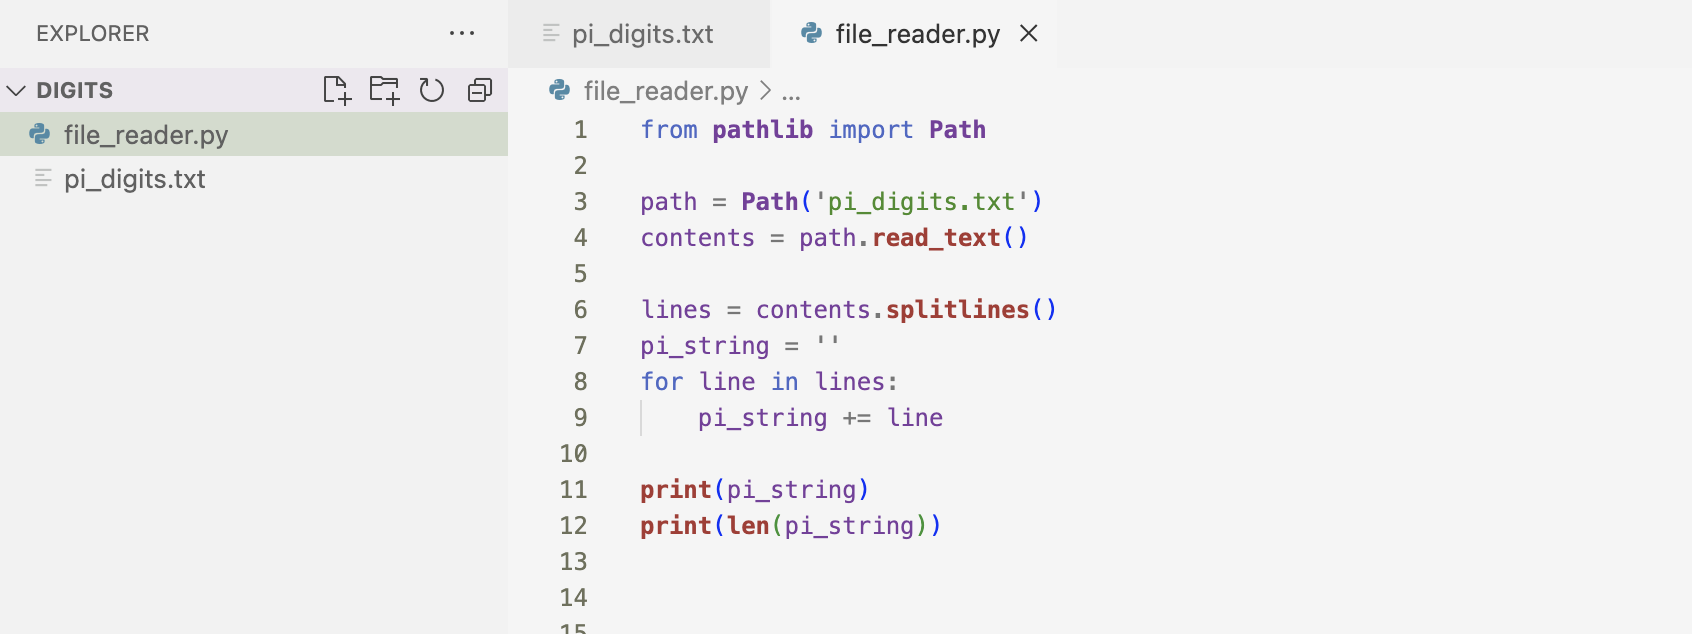 EXPLORER
DIGITS
file_reader.py
pi_digits.txt
pi_digits.txt
file_reader.py
file_reader.py > ...
1 from pathlib import Path
2
3 path = Path('pi_digits.txt')
4 contents = path.read_text()
5
6 lines = contents.splitlines()
7 pi_string = ''
8 for line in lines:
9     pi_string += line
10
11 print(pi_string)
12 print(len(pi_string))
13
14
15